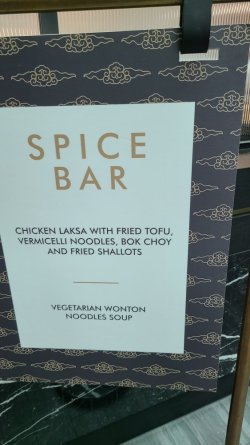 SPICE
BAR
CHICKEN LAKSA WITH FRIED TOFU,
VERMICELLI NOODLES, BOK CHOY
AND FRIED SHALLOTS
VEGETARIAN WONTON
NOODLES SOUP